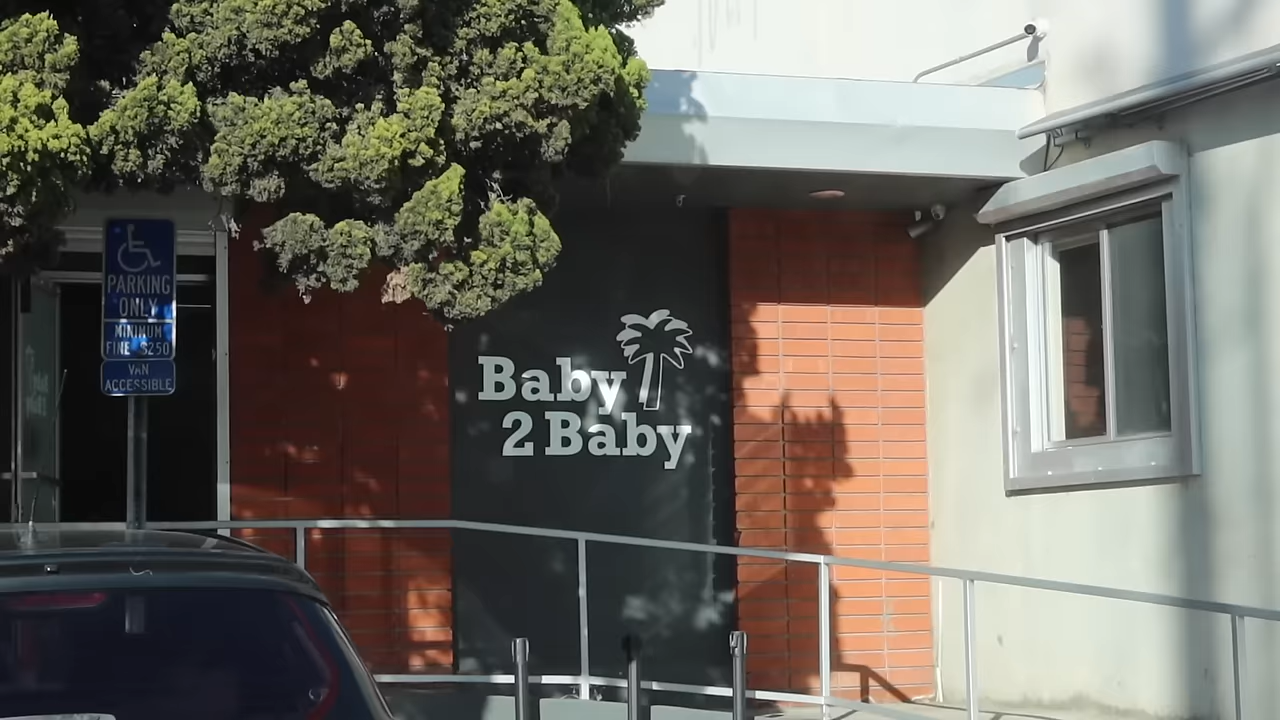 PARKING
ONLY
MINIMUM
FINE $250
VAN
ACCESSIBLE
Baby
2 Baby